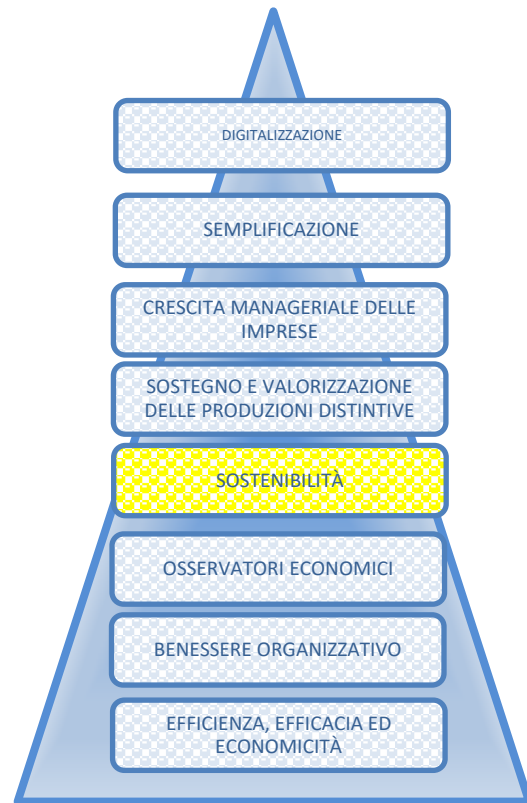 DIGITALIZZAZIONE
SEMPLIFICAZIONE
CRESCITA MANAGERIALE DELLE
IMPRESE
SOSTEGNO E VALORIZZAZIONE
DELLE PRODUZIONI DISTINTIVE
SOSTENIBILITÀ
OSSERVATORI ECONOMICI
BENESSERE ORGANIZZATIVO
EFFICIENZA, EFFICACIA ED
ECONOMICITÀ